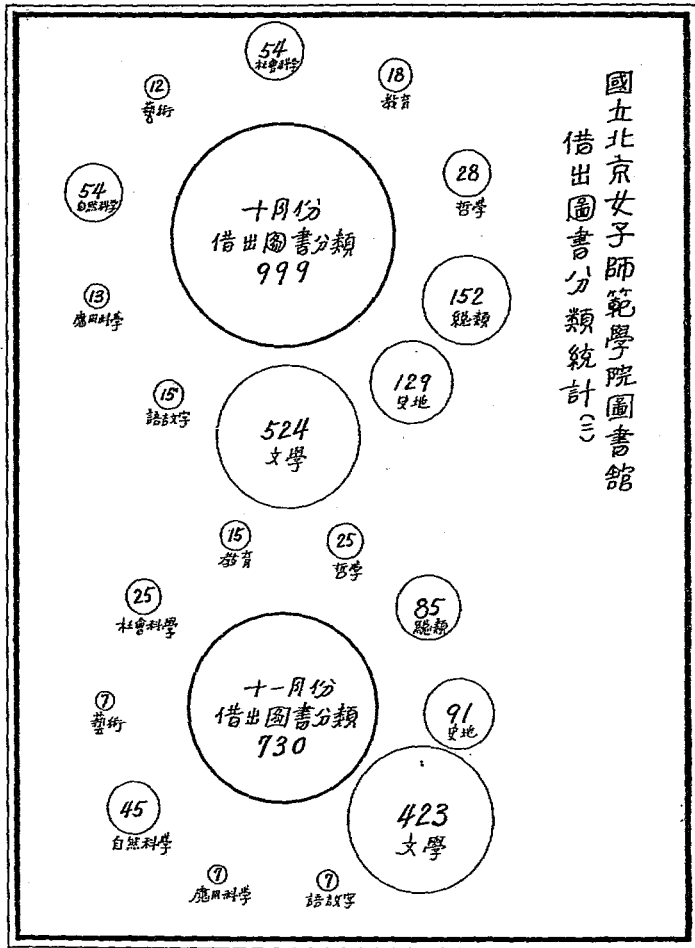 國立北京女子師範學院圖書館
借出圖書分類統計(二)
54
社會科學
18
教育
12
藝術
28
哲學
54
自然科學
十月份
借出圖書分類
999
152
總類
13
應用科學
129
史地
15
語言文字
524
文學
15
教育
25
哲學
25
社會科學
85
總類
十一月份
借出圖書分類
730
7
藝術
91
史地
45
自然科學
423
文學
7
應用科學
7
語言文字